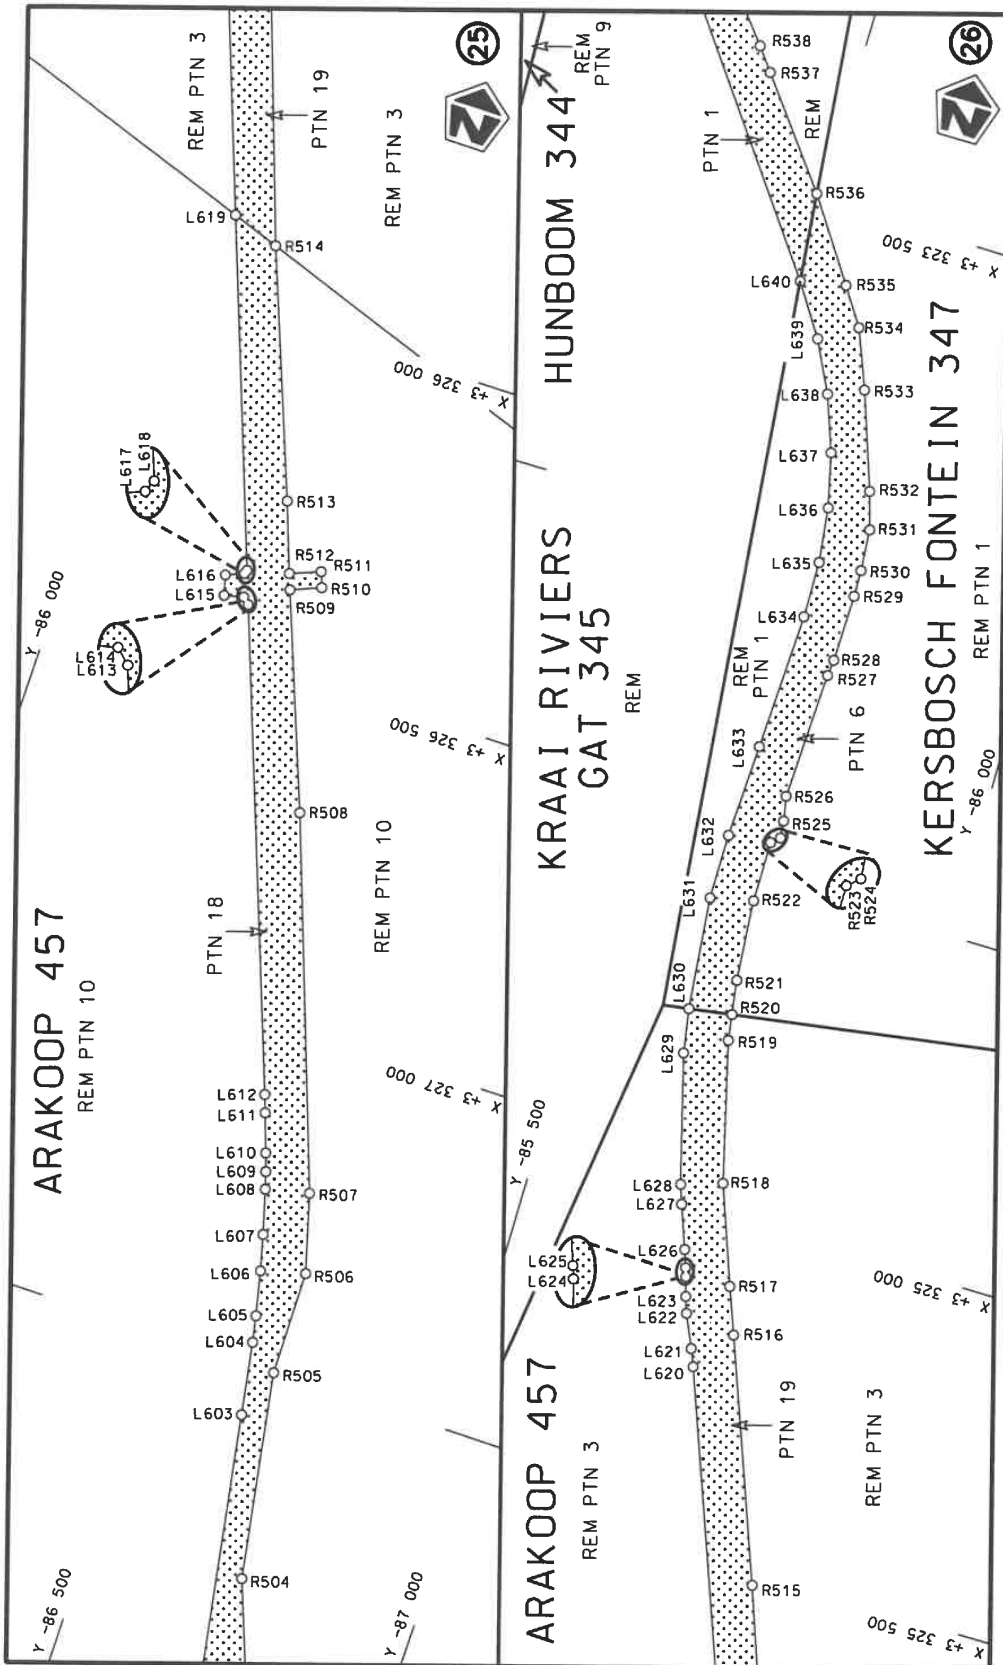 25
REM PTN 3
PTN 19
REM PTN 3
L619
R514
X +3 326 000
L617
L618
R513
L616
L615
R512
R511
R510
R509
Y -86 000
L614
L613
X +3 326 500
R508
ARAKOOP 457
REM PTN 10
PTN 18
REM PTN 10
X +3 327 000
L612
L611
L610
L609
L608
R507
L607
L606
R506
L605
L604
R505
L603
R504
Y -86 500
Y -87 000
26
REM
PTN 9
HUNBOOM 344
R538
R537
PTN 1
REM
R536
X +3 323 500
L640
R535
L639
R534
L638
R533
L637
L636
R532
R531
L635
R530
R529
L634
R528
R527
KERSBOSCH FONTEIN 347
REM PTN 1
KRAAI RIVIERS
GAT 345
REM
REM 1
PTN 1
PTN 6
L633
R526
R525
L632
R523
R524
L631
R522
Y -86 000
L630
R521
R520
L629
R519
Y -85 500
L628
L627
R518
L626
L625
L624
L623
L622
R517
X +3 325 000
L621
L620
R516
ARAKOOP 457
REM PTN 3
PTN 19
REM PTN 3
R515
X +3 325 500